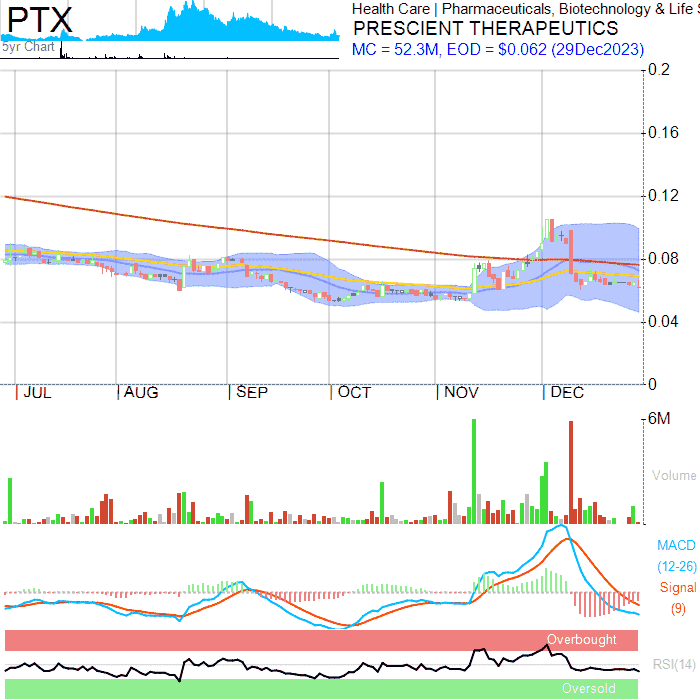 PTX
5yr Chart
Health Care | Pharmaceuticals, Biotechnology & Life S
PRESCIENT THERAPEUTICS
MC = 52.3M, EOD = $0.062 (29Dec2023)
0.2
0.16
0.12
0.08
0.04
0
JUL AUG SEP OCT NOV DEC
6M
Volume
MACD
(12-26)
Signal
(9)
Overbought
RSI(14)
Oversold